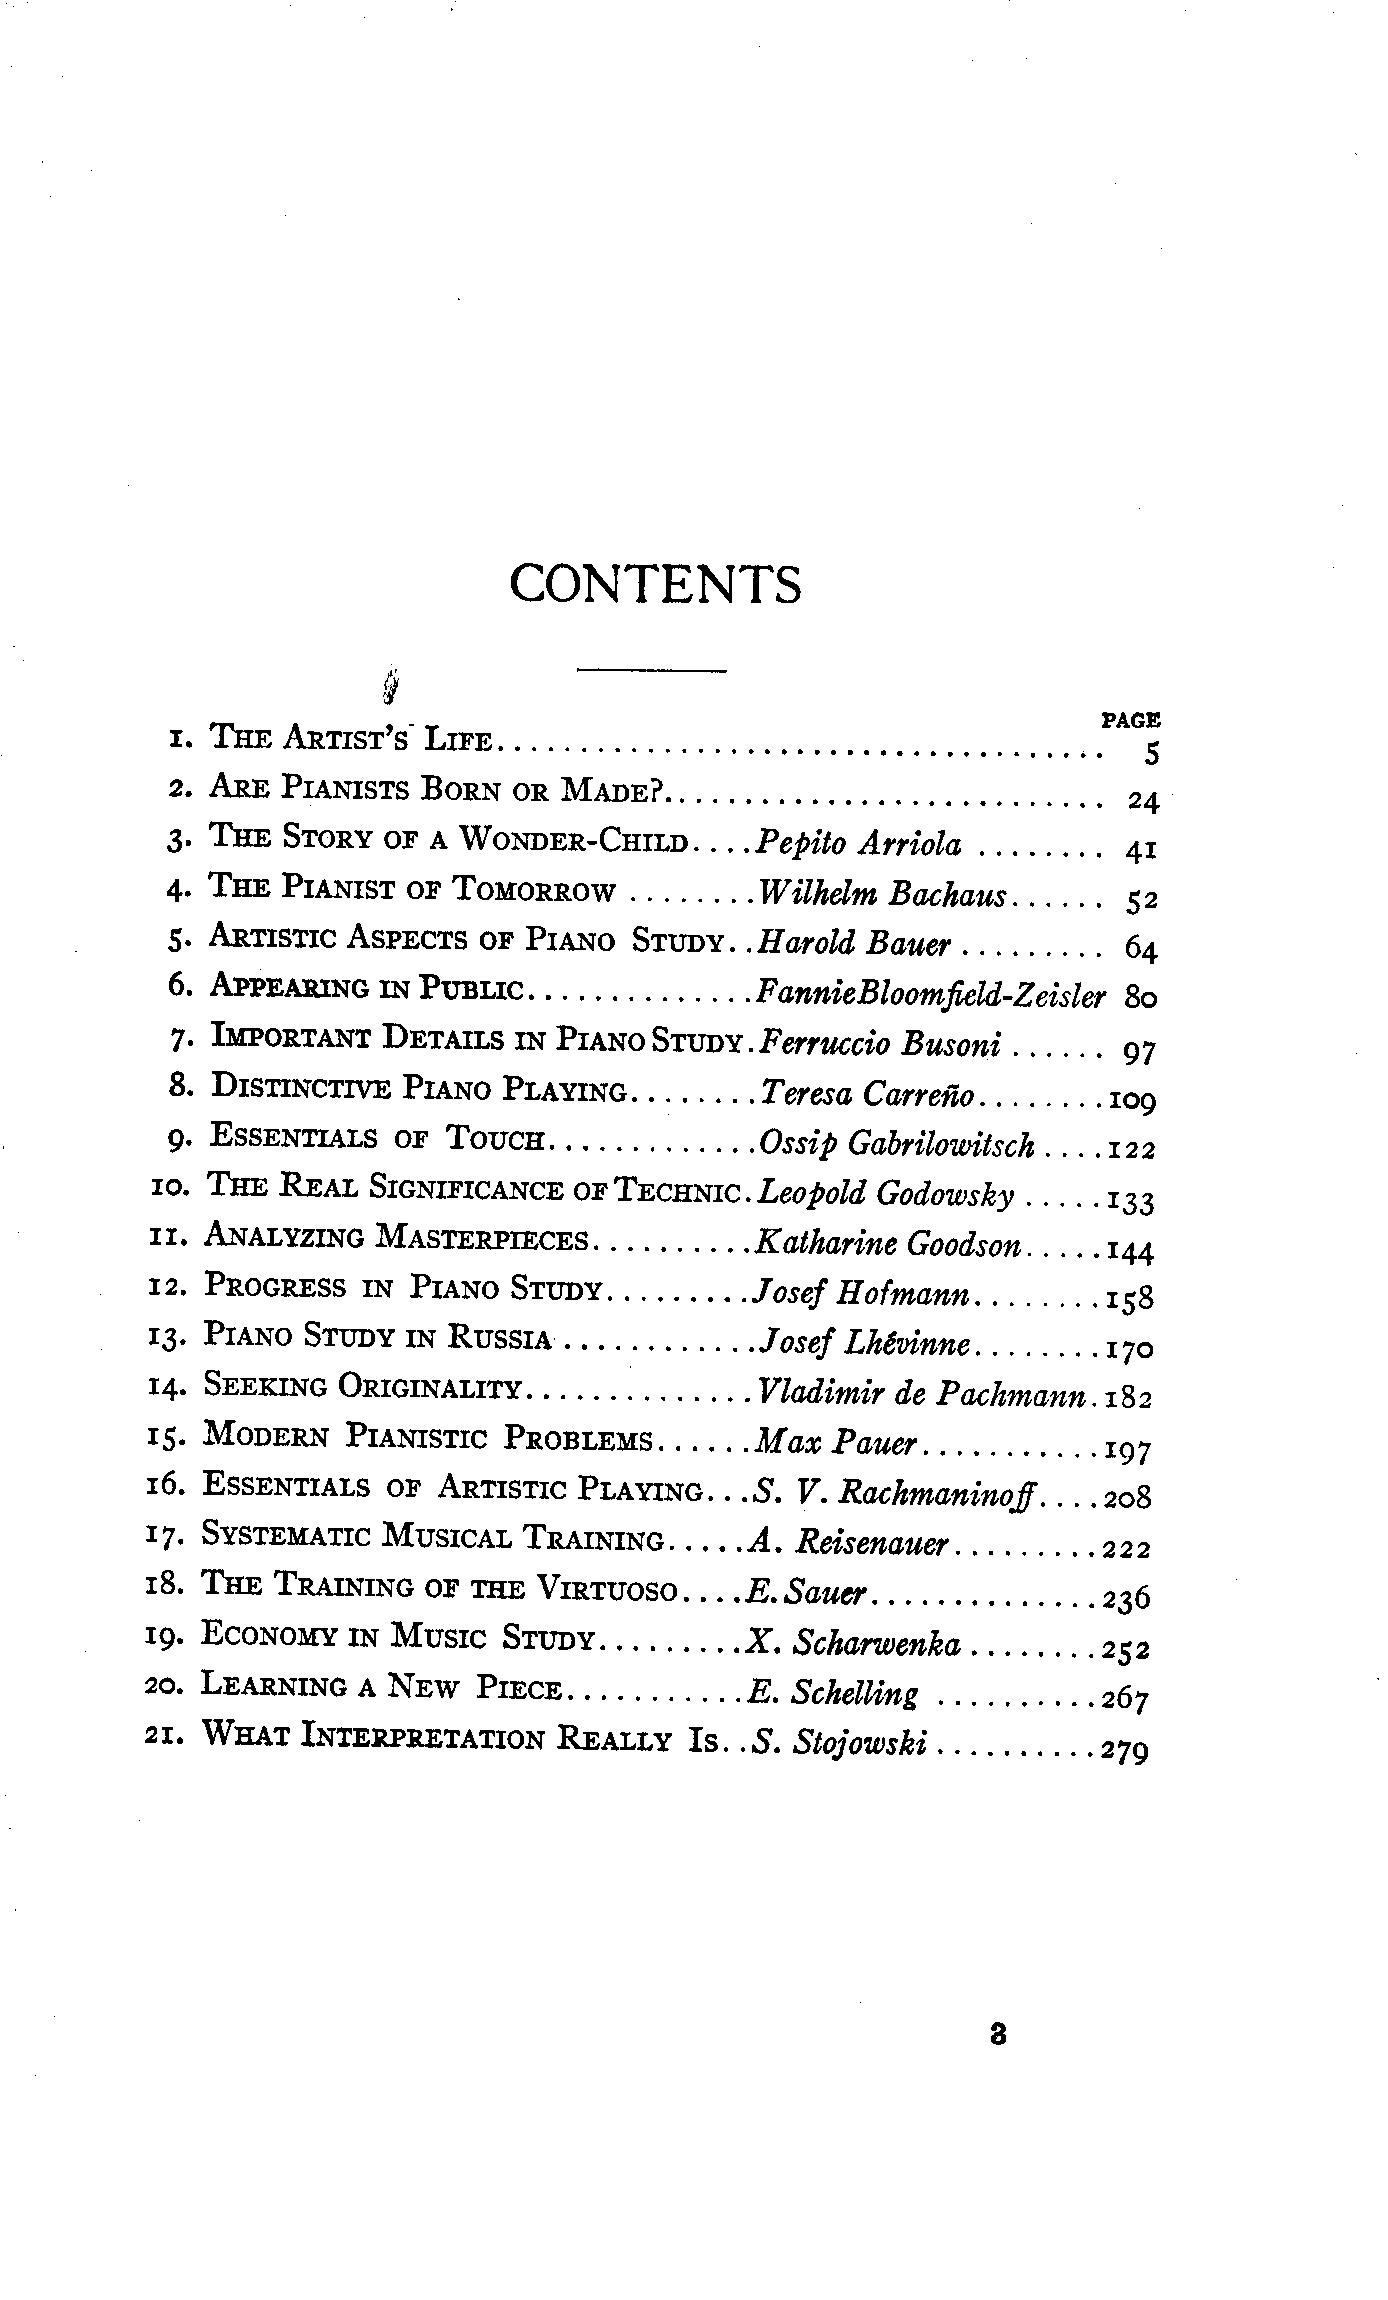 CONTENTS
PAGE
1. THE ARTIST'S LIFE...................................... 5
2. ARE PIANISTS BORN OR MADE?........................... 24
3. THE STORY OF A WONDER-CHILD....Pepito Arriola ........ 41
4. THE PIANIST OF TOMORROW ........Wilhelm Bachaus...... 52
5. ARTISTIC ASPECTS OF PIANO STUDY..Harold Bauer ......... 64
6. APPEARING IN PUBLIC..............FannieBloomfield-Zeisler 80
7. IMPORTANT DETAILS IN PIANO STUDY.Ferruccio Busoni ...... 97
8. DISTINCTIVE PIANO PLAYING........Teresa Carreño........109
9. ESSENTIALS OF TOUCH.............Ossip Gabrilowitsch ....122
10. THE REAL SIGNIFICANCE OF TECHNIC.Leopold Godowsky .....133
11. ANALYZING MASTERPIECES..........Katharine Goodson.....144
12. PROGRESS IN PIANO STUDY.........Josef Hofmann........158
13. PIANO STUDY IN RUSSIA ............Josef Lhévinne........170
14. SEEKING ORIGINALITY..............Vladimir de Pachmann.182
15. MODERN PIANISTIC PROBLEMS......Max Pauer...........197
16. ESSENTIALS OF ARTISTIC PLAYING...S. V. Rachmaninoff....208
17. SYSTEMATIC MUSICAL TRAINING.....A. Reisenauer.........222
18. THE TRAINING OF THE VIRTUOSO....E. Sauer..............236
19. ECONOMY IN MUSIC STUDY.........X. Scharwenka ........252
20. LEARNING A NEW PIECE...........E. Schelling ..........267
21. WHAT INTERPRETATION REALLY IS..S. Stojowski ..........279
3